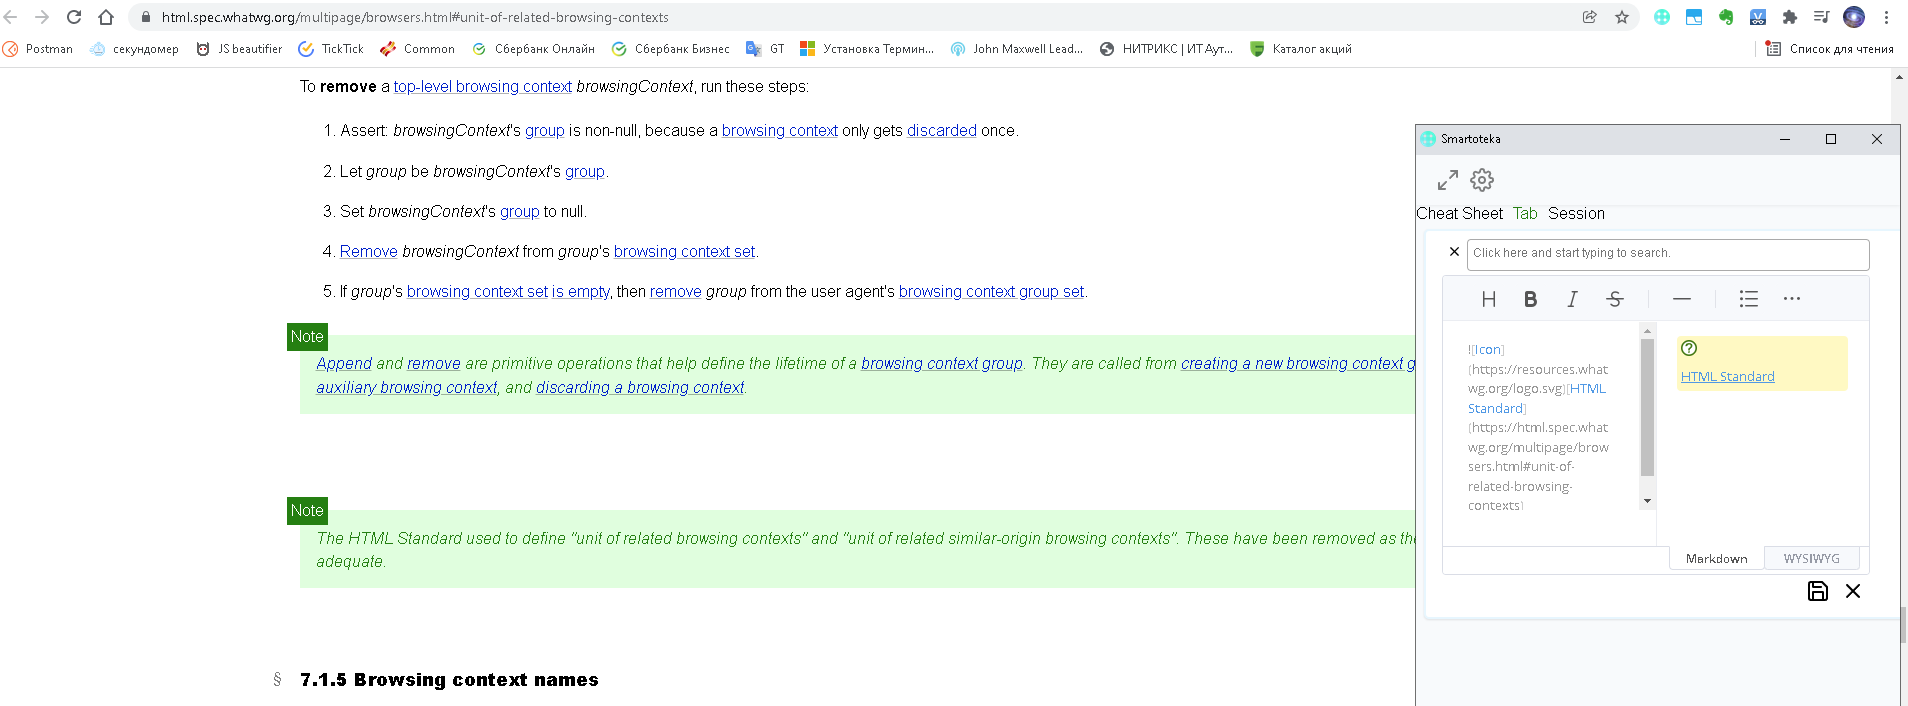 html.spec.whatwg.org/multipage/browsers.html#unit-of-related-browsing-contexts
Postman секундомер JS beautifier TickTick Common Сбербанк Онлайн Сбербанк Бизнес GT Установка Термин... John Maxwell Lead... НИТРИКС | ИТ Аут... Каталог акций Список для чтения
To remove a top-level browsing context browsingContext, run these steps:
1. Assert: browsingContext's group is non-null, because a browsing context only gets discarded once.
2. Let group be browsingContext's group.
3. Set browsingContext's group to null.
4. Remove browsingContext from group's browsing context set.
5. If group's browsing context set is empty, then remove group from the user agent's browsing context group set.
Note
Append and remove are primitive operations that help define the lifetime of a browsing context group. They are called from creating a new browsing context g
auxiliary browsing context, and discarding a browsing context.
Note
The HTML Standard used to define "unit of related browsing contexts" and "unit of related similar-origin browsing contexts". These have been removed as the
adequate.
§ 7.1.5 Browsing context names
Smartoteka
Cheat Sheet Tab Session
Click here and start typing to search.
H B I S
![Icon]
(https://resources.what
wg.org/logo.svg)[HTML
Standard]
(https://html.spec.what
wg.org/multipage/brow
sers.html#unit-of-
related-browsing-
contexts)
HTML Standard
Markdown WYSIWYG